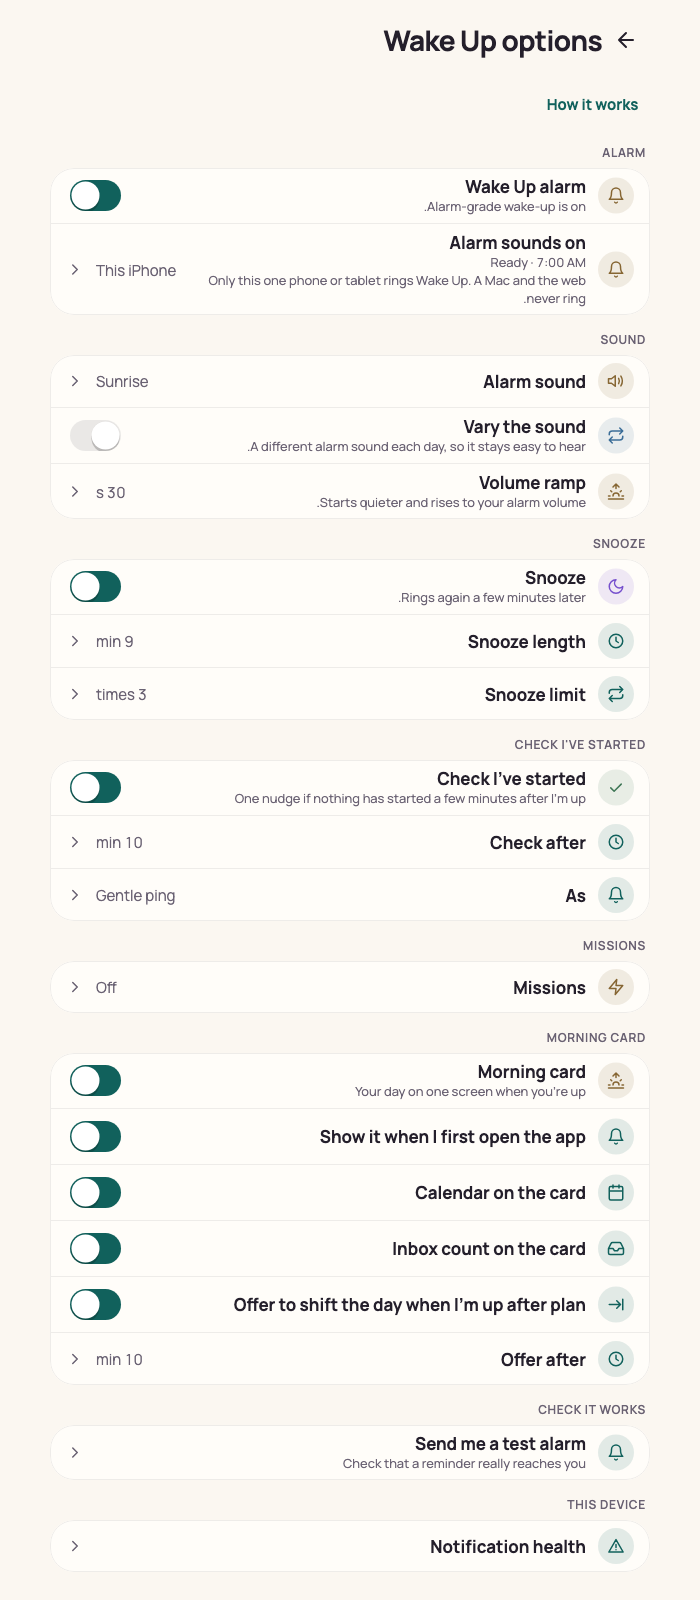 Wake Up options
How it works
ALARM
Wake Up alarm
.Alarm-grade wake-up is on
Alarm sounds on
Ready · 7:00 AM
Only this one phone or tablet rings Wake Up. A Mac and the web
.never ring
This iPhone
SOUND
Alarm sound
Sunrise
Vary the sound
.A different alarm sound each day, so it stays easy to hear
Volume ramp
.Starts quieter and rises to your alarm volume
s 30
SNOOZE
Snooze
.Rings again a few minutes later
Snooze length
min 9
Snooze limit
times 3
CHECK I'VE STARTED
Check I've started
One nudge if nothing has started a few minutes after I'm up
Check after
min 10
As
Gentle ping
MISSIONS
Missions
Off
MORNING CARD
Morning card
Your day on one screen when you're up
Show it when I first open the app
Calendar on the card
Inbox count on the card
Offer to shift the day when I'm up after plan
Offer after
min 10
CHECK IT WORKS
Send me a test alarm
Check that a reminder really reaches you
THIS DEVICE
Notification health